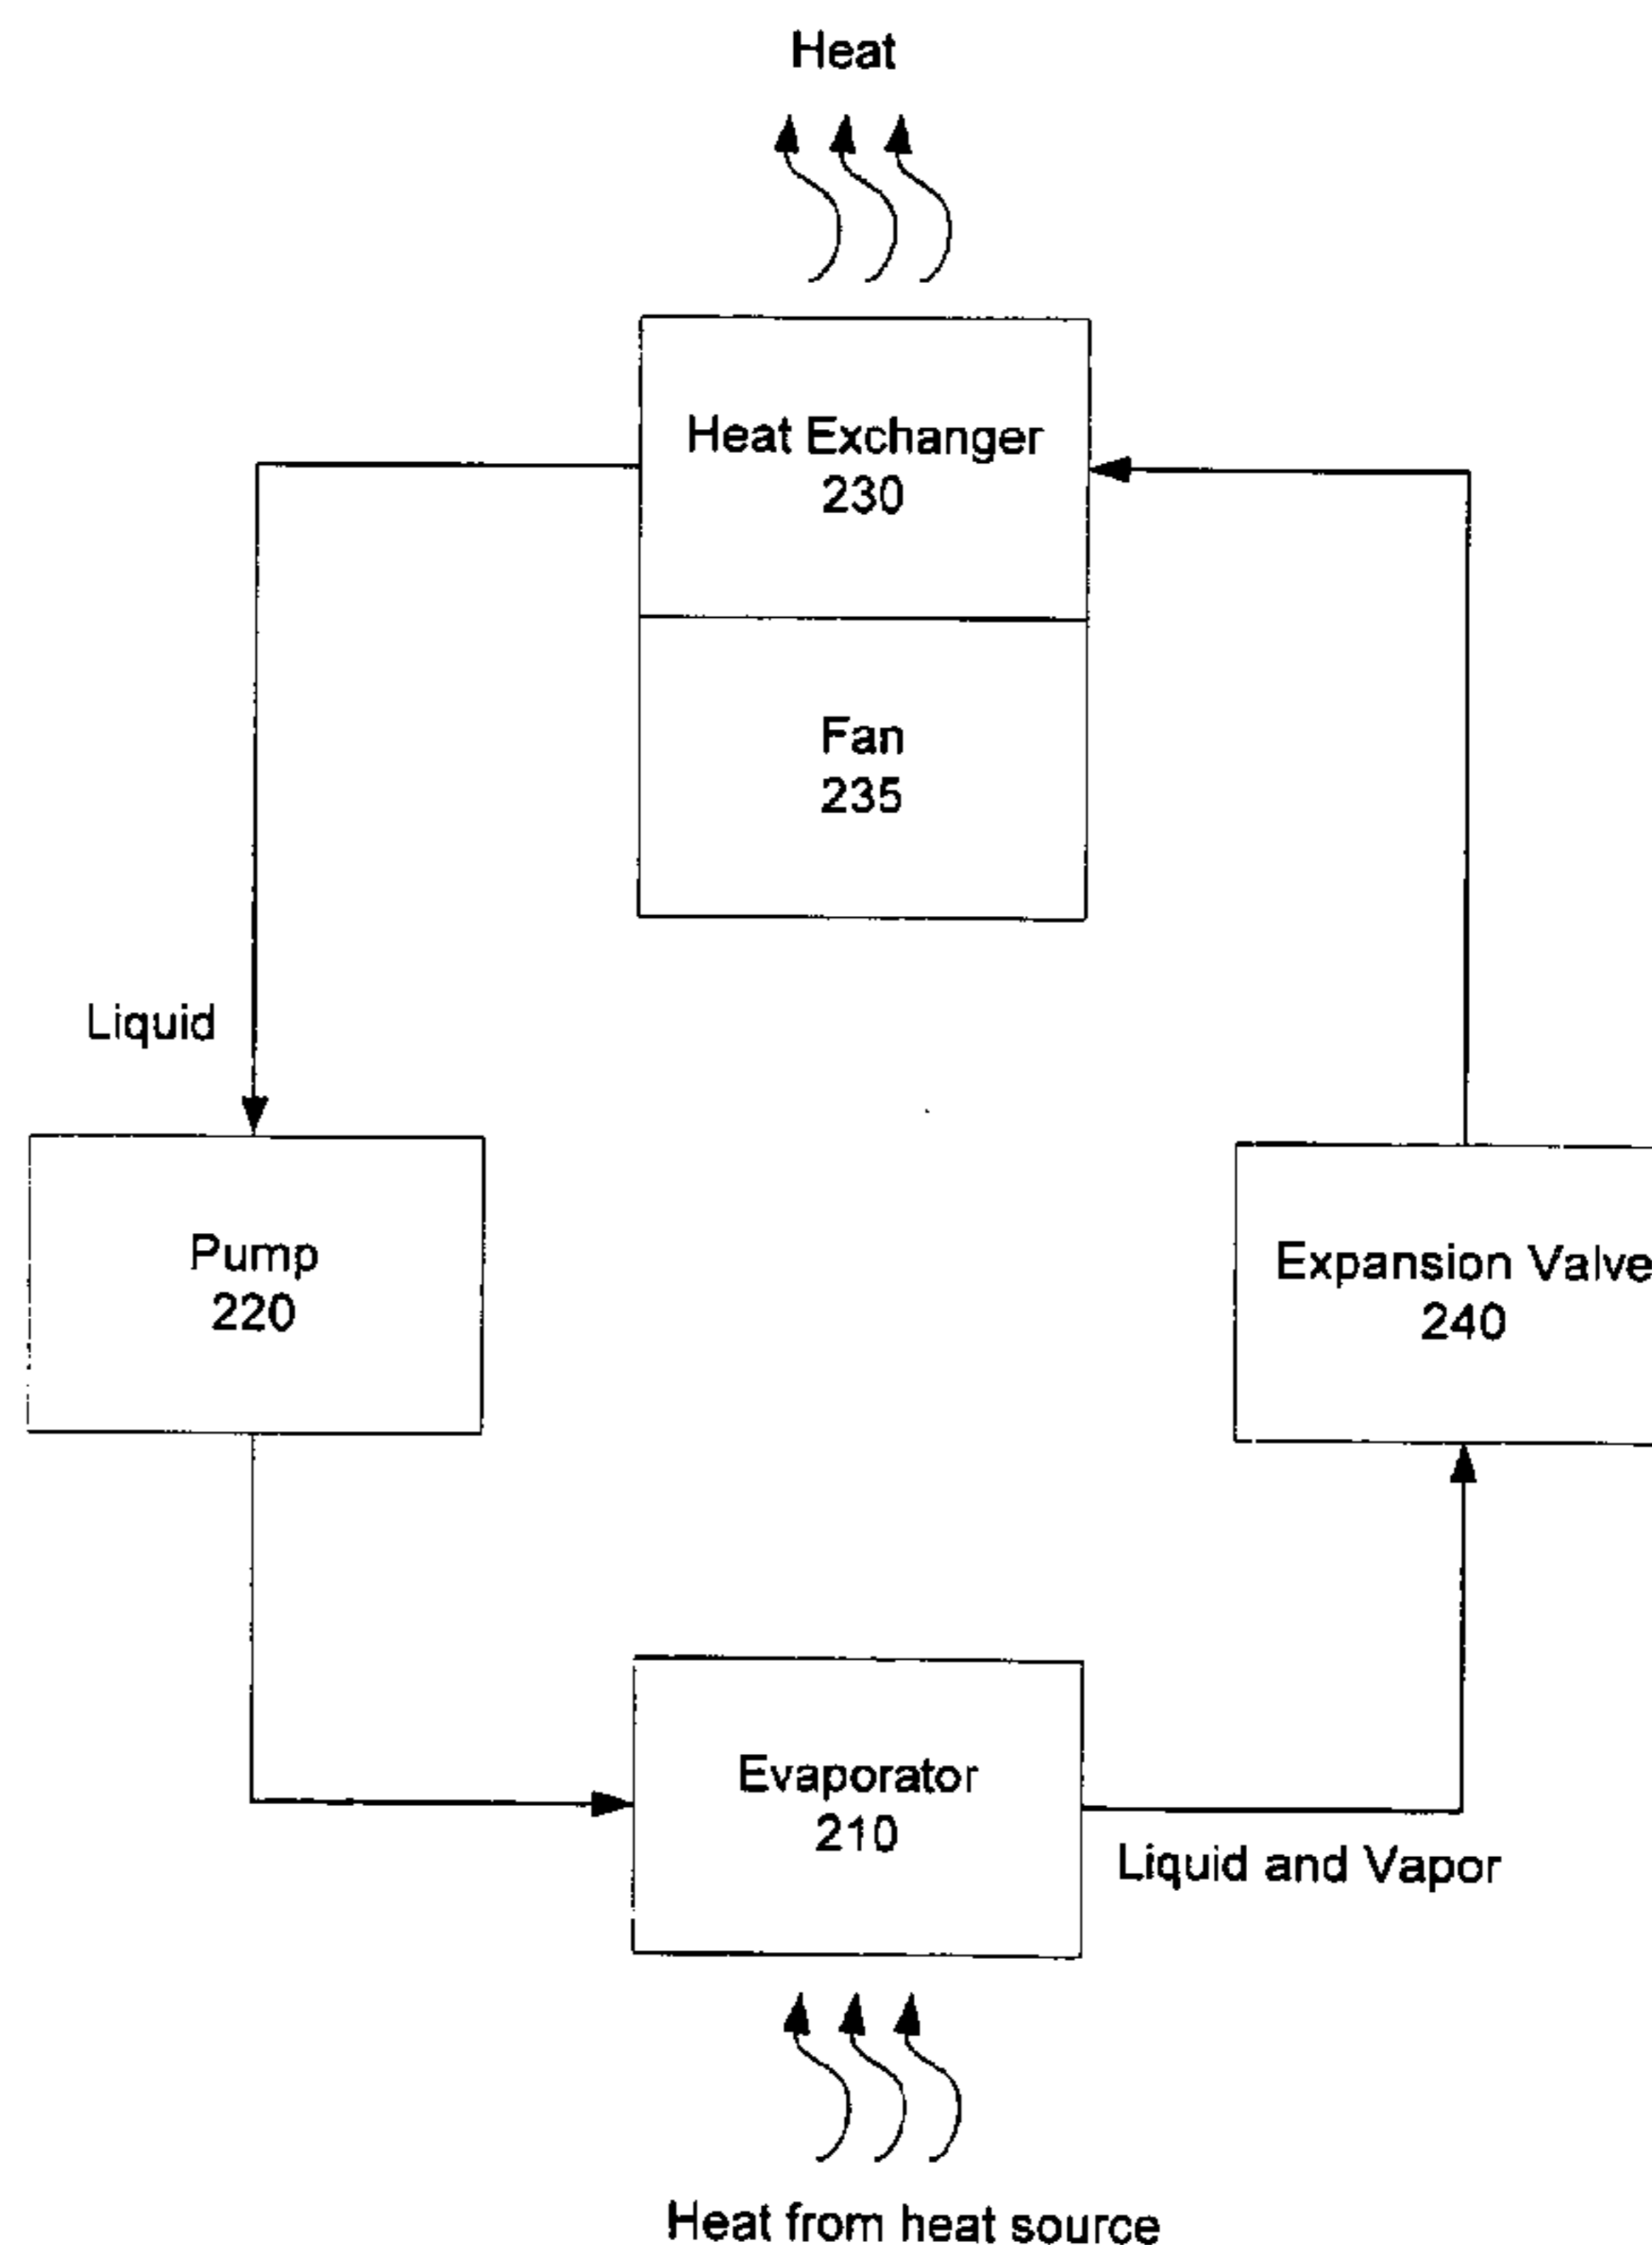 Heat
Heat Exchanger
230
Fan
235
Liquid
Pump
220
Expansion Valve
240
Evaporator
210
Liquid and Vapor
Heat from heat source